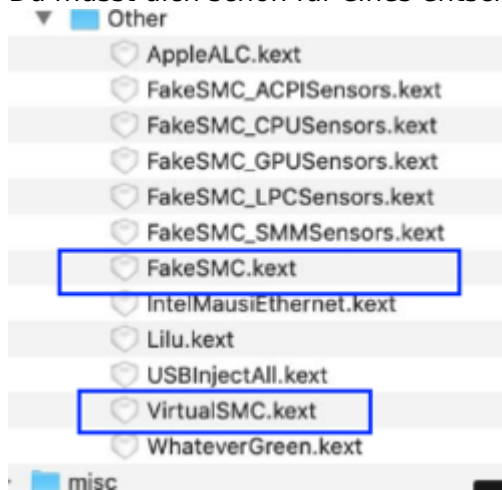 Du musst dich schon für eines
Other
AppleALC.kext
FakeSMC_ACPISensors.kext
FakeSMC_CPUSensors.kext
FakeSMC_GPUSensors.kext
FakeSMC_LPCSensors.kext
FakeSMC_SMMSensors.kext
FakeSMC.kext
IntelMausiEthernet.kext
Lilu.kext
USBInjectAll.kext
VirtualSMC.kext
WhateverGreen.kext
misc